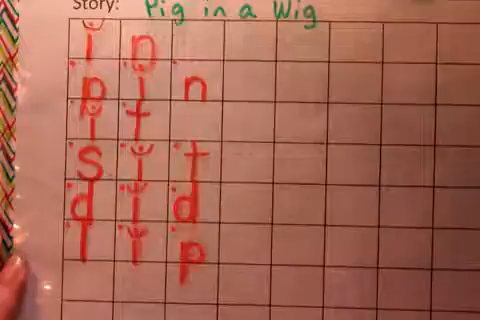 Story: Pig in a Wig
i n
p i n
i t
s i t
d i d
l i p